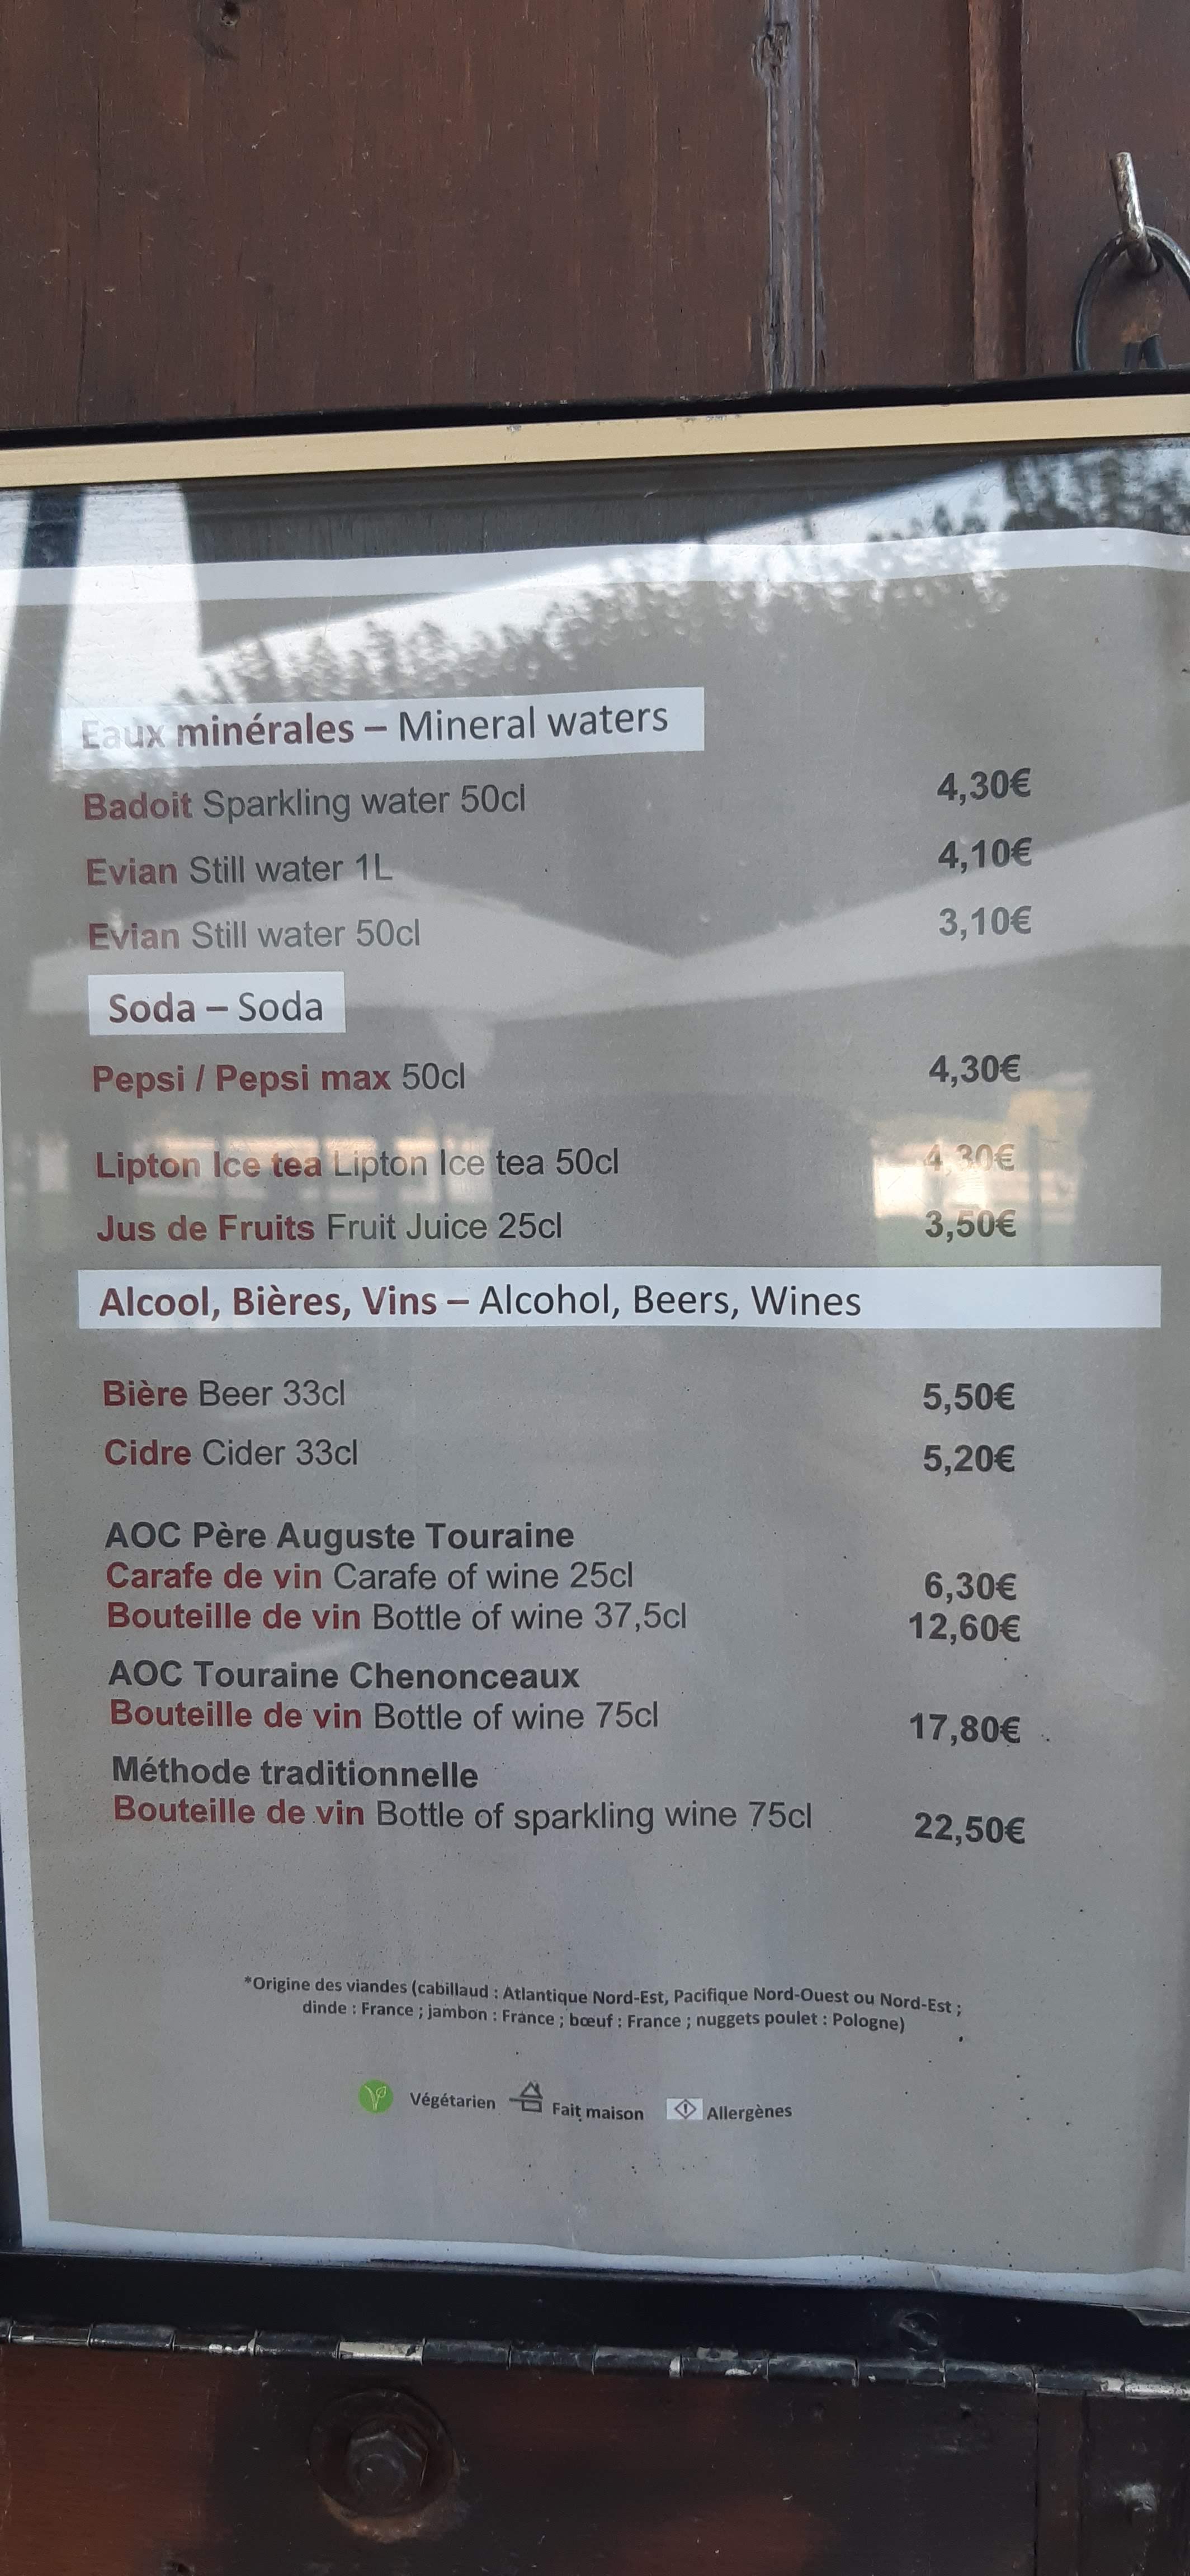 Eaux minérales – Mineral waters
Badoit Sparkling water 50cl 4,30€
Evian Still water 1L 4,10€
Evian Still water 50cl 3,10€
Soda – Soda
Pepsi / Pepsi max 50cl 4,30€
Lipton Ice tea Lipton Ice tea 50cl 4,30€
Jus de Fruits Fruit Juice 25cl 3,50€
Alcool, Bières, Vins – Alcohol, Beers, Wines
Bière Beer 33cl 5,50€
Cidre Cider 33cl 5,20€
AOC Père Auguste Touraine
Carafe de vin Carafe of wine 25cl 6,30€
Bouteille de vin Bottle of wine 37,5cl 12,60€
AOC Touraine Chenonceaux
Bouteille de vin Bottle of wine 75cl 17,80€
Méthode traditionnelle
Bouteille de vin Bottle of sparkling wine 75cl 22,50€
*Origine des viandes (cabillaud : Atlantique Nord-Est, Pacifique Nord-Ouest ou Nord-Est ;
dinde : France ; jambon : France ; bœuf : France ; nuggets poulet : Pologne)
Végétarien Fait maison Allergènes